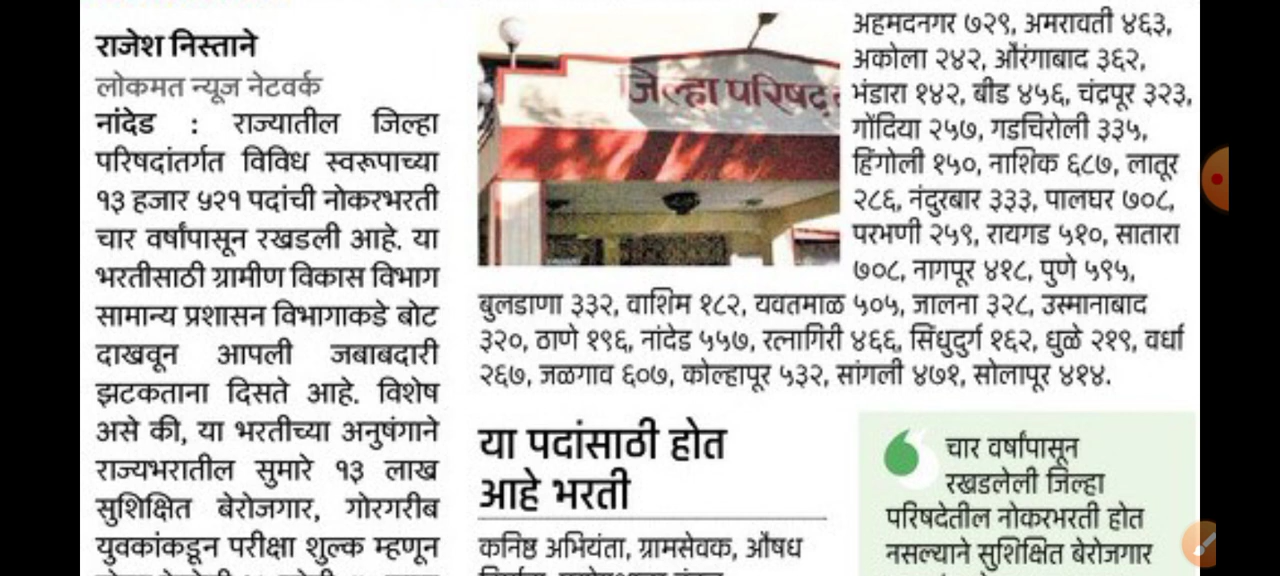 राजेश निस्ताने
लोकमत न्यूज नेटवर्क
नांदेड : राज्यातील जिल्हा
परिषदांतर्गत विविध स्वरूपाच्या
१३ हजार ५२१ पदांची नोकरभरती
चार वर्षांपासून रखडली आहे. या
भरतीसाठी ग्रामीण विकास विभाग
सामान्य प्रशासन विभागाकडे बोट
दाखवून आपली जबाबदारी
झटकताना दिसते आहे. विशेष
असे की, या भरतीच्या अनुषंगाने
राज्यभरातील सुमारे १३ लाख
सुशिक्षित बेरोजगार, गोरगरीब
युवकांकडून परीक्षा शुल्क म्हणून
जिल्हा परिषद
अहमदनगर ७२९, अमरावती ४६३,
अकोला २४२, औरंगाबाद ३६२,
भंडारा १४२, बीड ४५६, चंद्रपूर ३२३,
गोंदिया २५७, गडचिरोली ३३५,
हिंगोली १५०, नाशिक ६८७, लातूर
२८६, नंदुरबार ३३३, पालघर ७०८,
परभणी २५९, रायगड ५१०, सातारा
७०८, नागपूर ४१८, पुणे ५९५,
बुलडाणा ३३२, वाशिम १८२, यवतमाळ ५०५, जालना ३२८, उस्मानाबाद
३२०, ठाणे १९६, नांदेड ५५७, रत्नागिरी ४६६, सिंधुदुर्ग १६२, धुळे २१९, वर्धा
२६७, जळगाव ६०७, कोल्हापूर ५३२, सांगली ४७१, सोलापूर ४१४.
या पदांसाठी होत
आहे भरती
कनिष्ठ अभियंता, ग्रामसेवक, औषध
चार वर्षांपासून
रखडलेली जिल्हा
परिषदेतील नोकरभरती होत
नसल्याने सुशिक्षित बेरोजगार